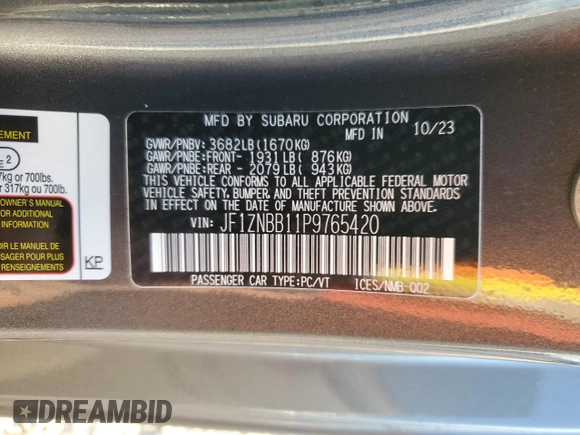 EMENT
E 2
7kg or 700lbs.
r 317kg ou 700lb.
OWNER'S MANUAL
FOR ADDITIONAL
LE MANUEL DE
SSAGER POUR PLUS
RENSEIGNEMENTS
KP
MFD BY SUBARU CORPORATION
MFD IN 10/23
GVWR/PNBV: 3682LB(1670KG)
GAWR/PNBE:FRONT- 1931LB( 876KG)
GAWR/PNBE:REAR - 2079LB( 943KG)
THIS VEHICLE CONFORMS TO ALL APPLICABLE FEDERAL MOTOR
VEHICLE SAFETY, BUMPER, AND THEFT PREVENTION STANDARDS
IN EFFECT ON THE DATE OF MANUFACTURE SHOWN ABOVE.
VIN: JF1ZNBB11P9765420
PASSENGER CAR TYPE:PC/VT ICES/NMB-002
DREAMBID